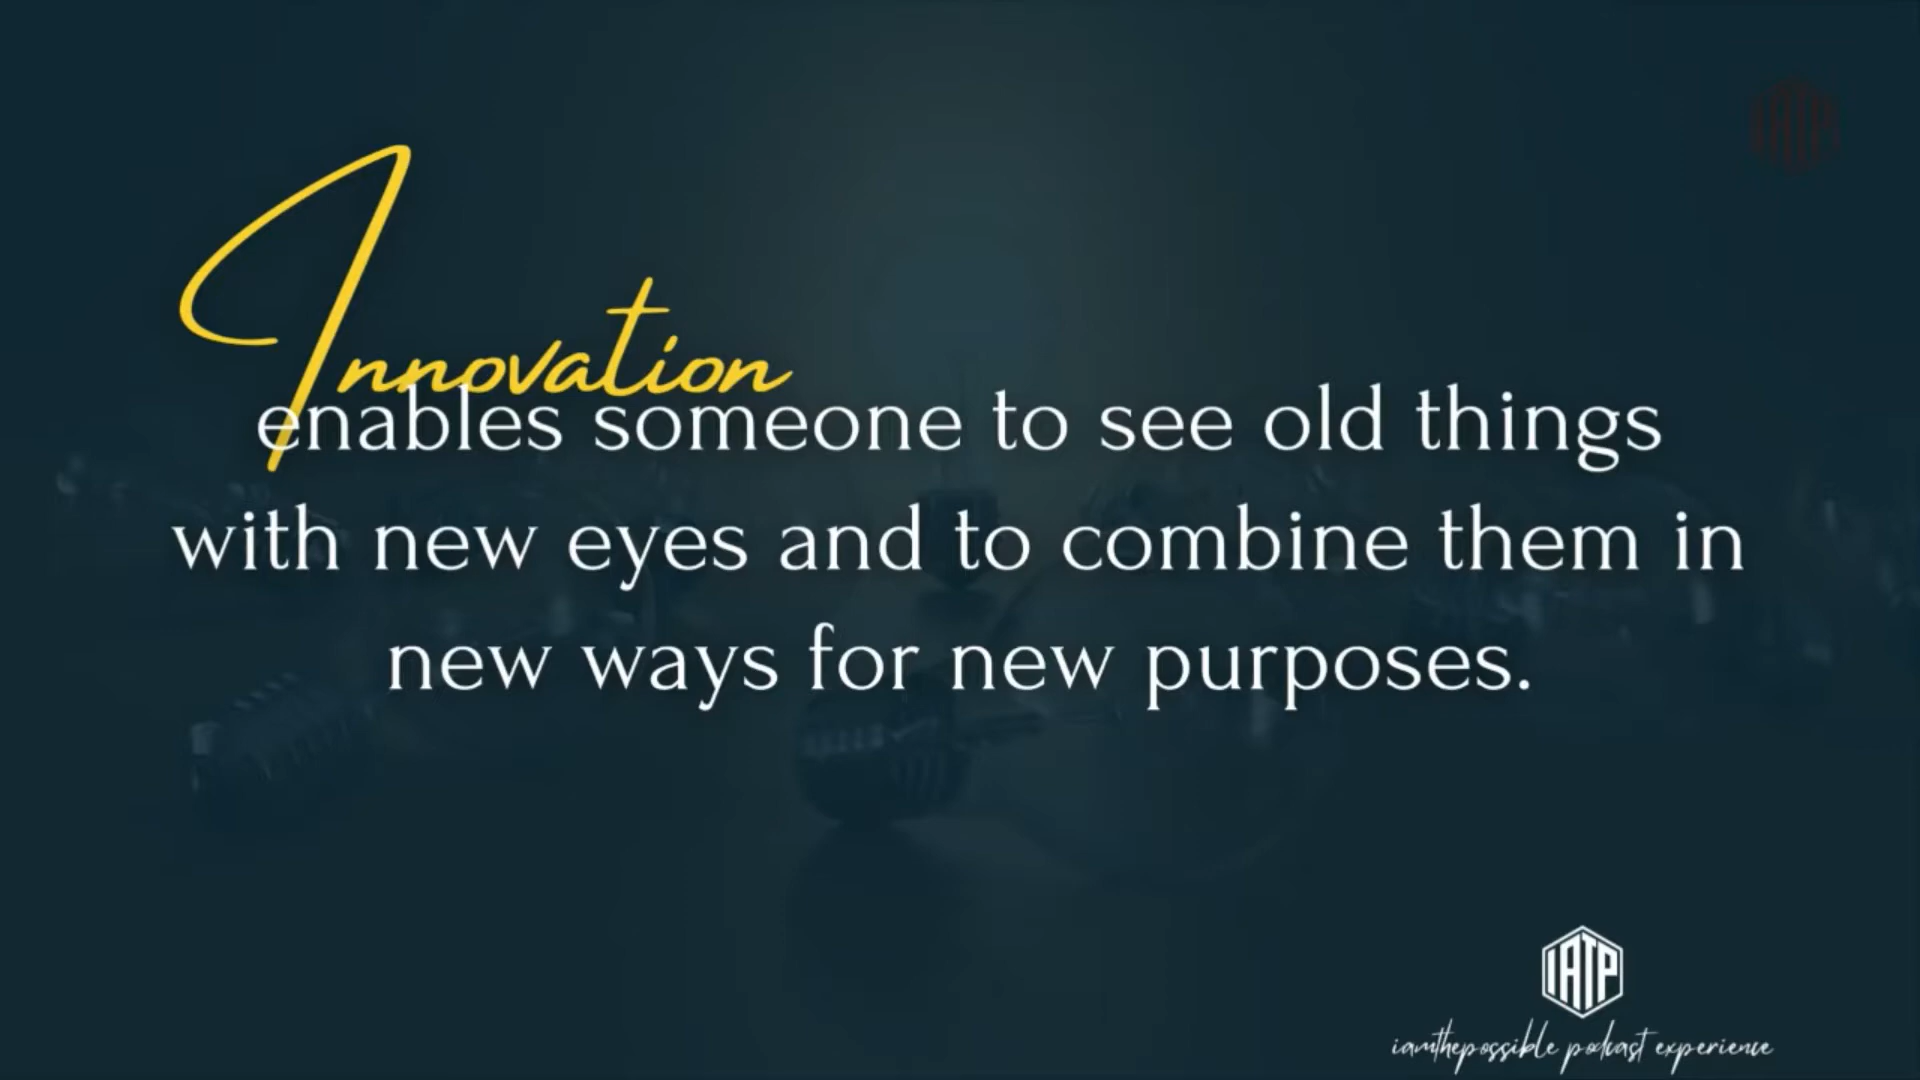 IATP
Innovation
enables someone to see old things
with new eyes and to combine them in
new ways for new purposes.
IATP
iamthepossible podcast experience